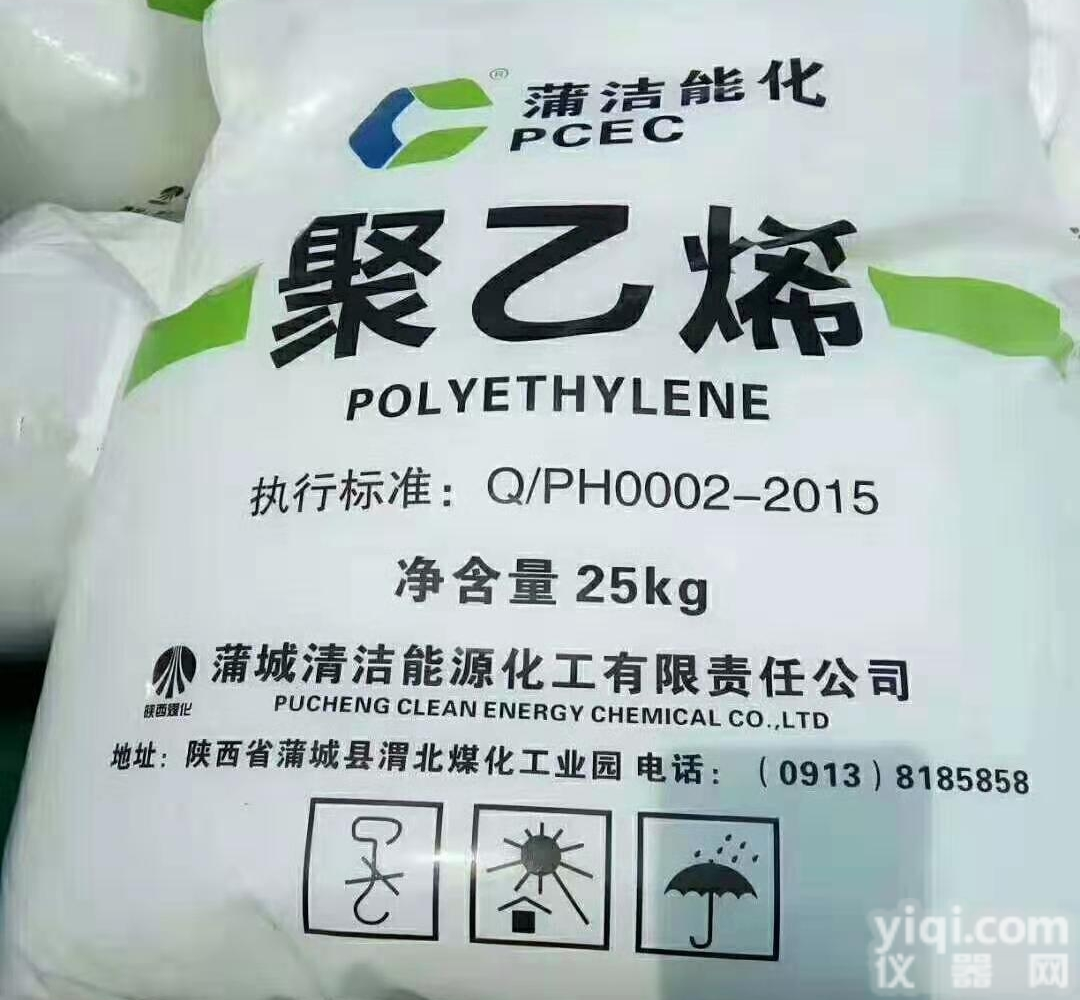 ®
蒲洁能化
PCEC
聚乙烯
POLYETHYLENE
执行标准：Q/PH0002-2015
净含量 25kg
陕西煤化
蒲城清洁能源化工有限责任公司
PUCHENG CLEAN ENERGY CHEMICAL CO.,LTD
地址：陕西省蒲城县渭北煤化工业园 电话：（0913）8185858
yiqi.com
仪器网